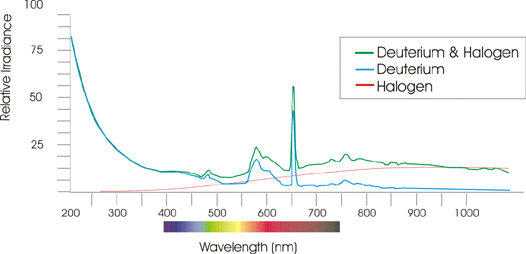 100
75
50
25
Relative Irradiance
Deuterium & Halogen
Deuterium
Halogen
200 300 400 500 600 700 800 900 1000
Wavelength (nm)